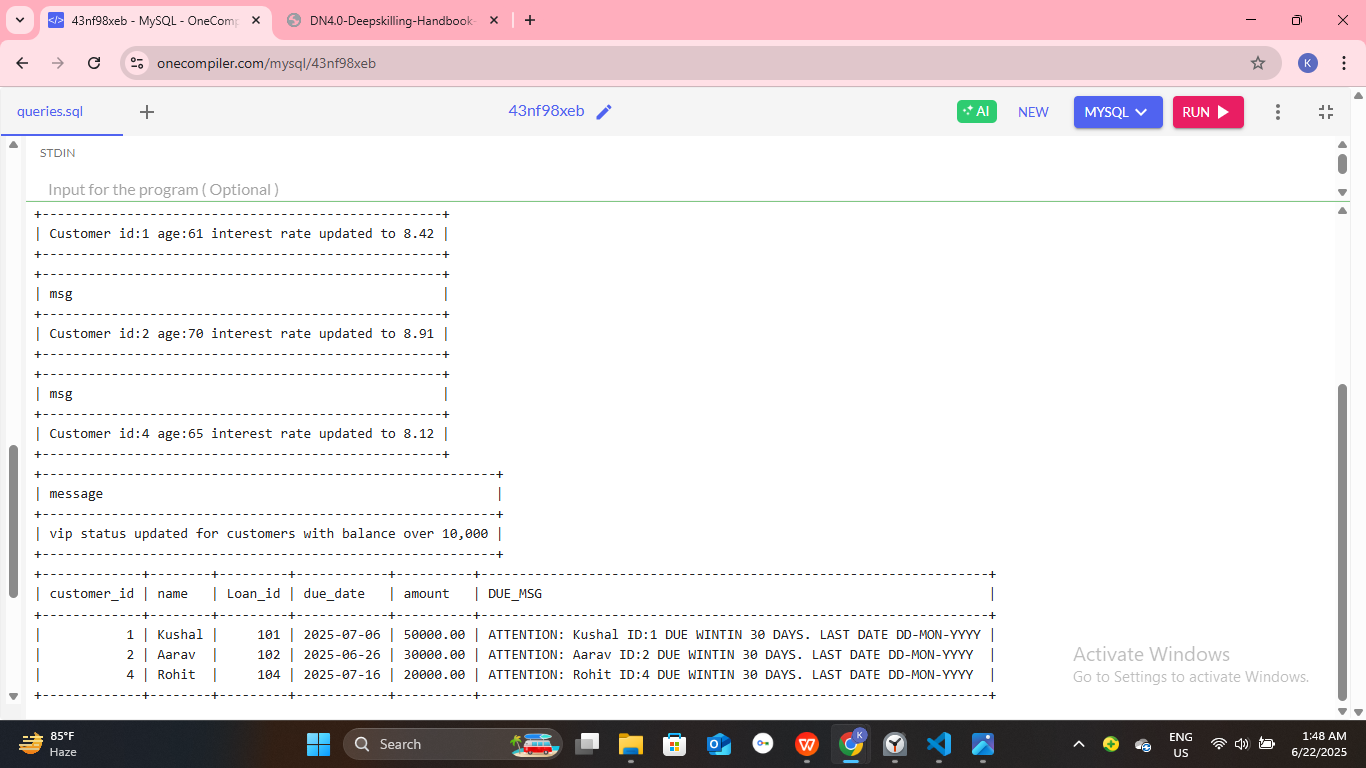 43nf98xeb - MySQL - OneComp
DN4.0-Deepskilling-Handbook-
onecompiler.com/mysql/43nf98xeb
K
queries.sql
43nf98xeb
AI
NEW
MYSQL
RUN
STDIN
Input for the program ( Optional )
+----------------------------------------------------+
| Customer id:1 age:61 interest rate updated to 8.42 |
+----------------------------------------------------+
+----------------------------------------------------+
| msg                                                |
+----------------------------------------------------+
| Customer id:2 age:70 interest rate updated to 8.91 |
+----------------------------------------------------+
+----------------------------------------------------+
| msg                                                |
+----------------------------------------------------+
| Customer id:4 age:65 interest rate updated to 8.12 |
+----------------------------------------------------+
+-----------------------------------------------------------+
| message                                                   |
+-----------------------------------------------------------+
| vip status updated for customers with balance over 10,000 |
+-----------------------------------------------------------+
+-------------+--------+---------+------------+----------+------------------------------------------------------------------+
| customer_id | name   | Loan_id | due_date   | amount   | DUE_MSG                                                          |
+-------------+--------+---------+------------+----------+------------------------------------------------------------------+
|           1 | Kushal |     101 | 2025-07-06 | 50000.00 | ATTENTION: Kushal ID:1 DUE WINTIN 30 DAYS. LAST DATE DD-MON-YYYY |
|           2 | Aarav  |     102 | 2025-06-26 | 30000.00 | ATTENTION: Aarav ID:2 DUE WINTIN 30 DAYS. LAST DATE DD-MON-YYYY  |
|           4 | Rohit  |     104 | 2025-07-16 | 20000.00 | ATTENTION: Rohit ID:4 DUE WINTIN 30 DAYS. LAST DATE DD-MON-YYYY  |
+-------------+--------+---------+------------+----------+------------------------------------------------------------------+
Activate Windows
Go to Settings to activate Windows.
85°F
Haze
Search
K
ENG
US
1:48 AM
6/22/2025